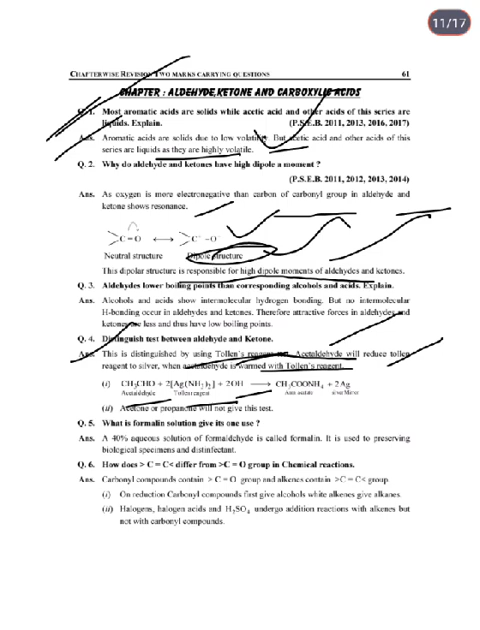 11/17
CHAPTERWISE REVISION TWO MARKS CARRYING QUESTIONS 61
CHAPTER : ALDEHYDE,KETONE AND CARBOXYLIC ACIDS
Q. 1. Most aromatic acids are solids while acetic acid and other acids of this series are
liquids. Explain. (P.S.E.B. 2011, 2013, 2016, 2017)
Ans. Aromatic acids are solids due to low volatility. But acetic acid and other acids of this
series are liquids as they are highly volatile.
Q. 2. Why do aldehyde and ketones have high dipole a moment ?
(P.S.E.B. 2011, 2012, 2013, 2014)
Ans. As oxygen is more electronegative than carbon of carbonyl group in aldehyde and
ketone shows resonance.
>C = O ⟷ >C⁺ –O
Neutral structure Dipole structure
This dipolar structure is responsible for high dipole moments of aldehydes and ketones.
Q. 3. Aldehydes lower boiling points than corresponding alcohols and acids. Explain.
Ans. Alcohols and acids show intermolecular hydrogen bonding. But no intermolecular
H-bonding occur in aldehydes and ketones. Therefore attractive forces in aldehydes and
ketones are less and thus have low boiling points.
Q. 4. Distinguish test between aldehyde and Ketone.
Ans. This is distinguished by using Tollen's reagent test. Acetaldehyde will reduce tollen
reagent to silver, when acetaldehyde is warmed with Tollen's reagent.
(i) CH₃CHO + 2[Ag(NH₃)₂] + 2OH ⟶ CH₃COONH₄ + 2Ag
Acetaldehyde Tollen reagent Amm acetate Silver Mirror
(ii) Acetone or propanone will not give this test.
Q. 5. What is formalin solution give its one use ?
Ans. A 40% aqueous solution of formaldehyde is called formalin. It is used to preserving
biological specimens and disinfectant.
Q. 6. How does > C = C< differ from >C = O group in Chemical reactions.
Ans. Carbonyl compounds contain > C = O group and alkenes contain >C = C< group
(i) On reduction Carbonyl compounds first give alcohols white alkenes give alkanes.
(ii) Halogens, halogen acids and H₂SO₄ undergo addition reactions with alkenes but
not with carbonyl compounds.